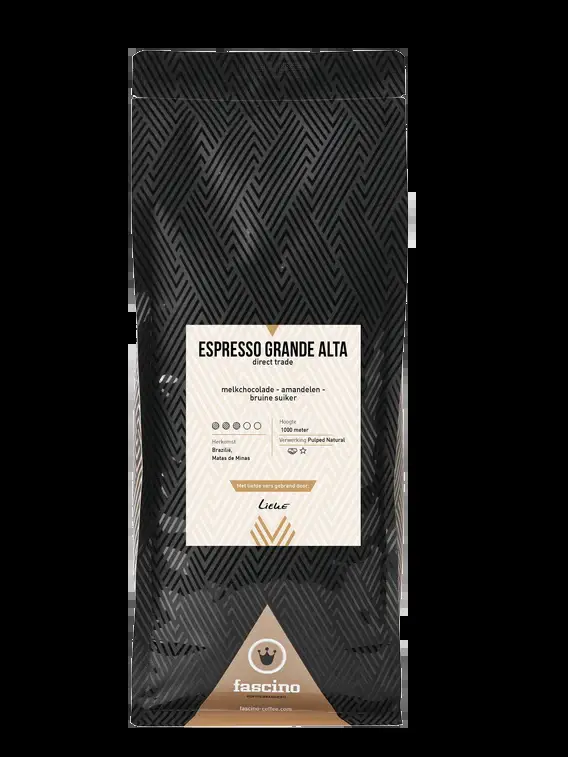 ESPRESSO GRANDE ALTA
direct trade
melkchocolade - amandelen -
bruine suiker
Hoogte
1000 meter
Verwerking Pulped Natural
Herkomst
Brazilië,
Matas de Minas
Met liefde vers gebrand door:
Lieke
fascino
fascino-coffee.com